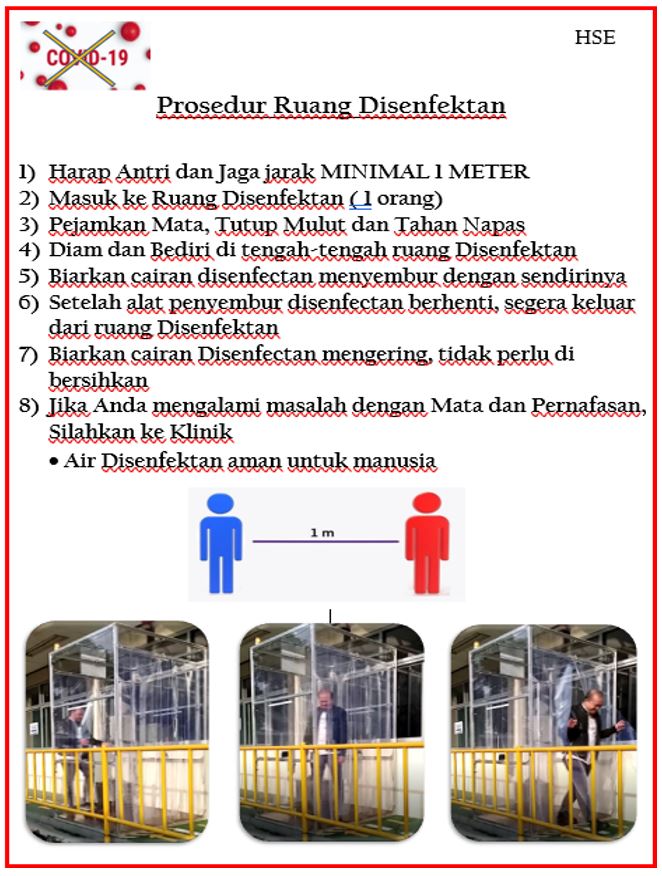 COVID-19
HSE
Prosedur Ruang Disenfektan
1) Harap Antri dan Jaga jarak MINIMAL 1 METER
2) Masuk ke Ruang Disenfektan ( 1 orang)
3) Pejamkan Mata, Tutup Mulut dan Tahan Napas
4) Diam dan Bediri di tengah-tengah ruang Disenfektan
5) Biarkan cairan disenfectan menyembur dengan sendirinya
6) Setelah alat penyembur disenfectan berhenti, segera keluar
dari ruang Disenfektan
7) Biarkan cairan Disenfectan mengering, tidak perlu di
bersihkan
8) Jika Anda mengalami masalah dengan Mata dan Pernafasan,
Silahkan ke Klinik
• Air Disenfektan aman untuk manusia
1 m